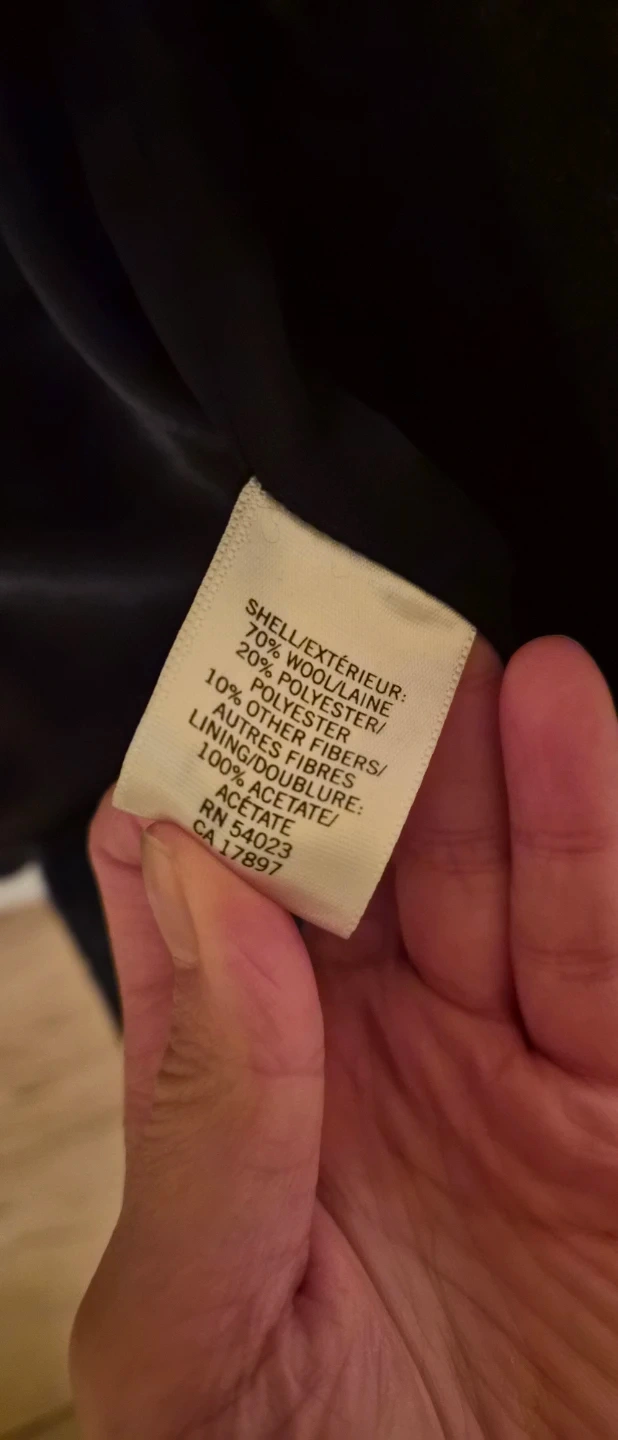 SHELL/EXTÉRIEUR:
70% WOOL/LAINE
20% POLYESTER/
POLYESTER
10% OTHER FIBERS/
AUTRES FIBRES
LINING/DOUBLURE:
100% ACETATE/
ACÉTATE
RN 54023
CA 17897